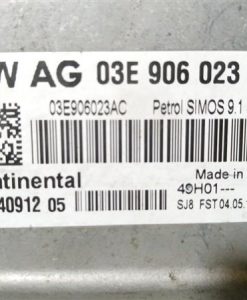 W AG 03E 906 023
03E906023AC Petrol SIMOS 9.1
ntinental Made in
40912 05 49H01---
SJ8 FST 04.05.1